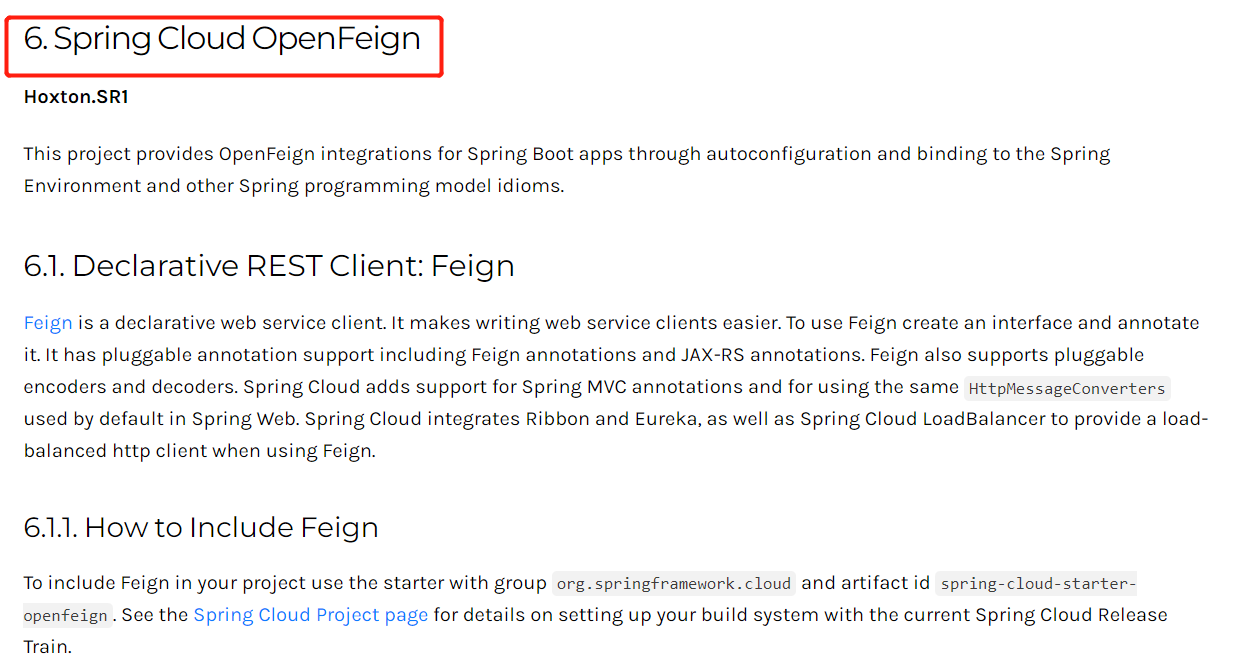 6. Spring Cloud OpenFeign
Hoxton.SR1
This project provides OpenFeign integrations for Spring Boot apps through autoconfiguration and binding to the Spring
Environment and other Spring programming model idioms.
6.1. Declarative REST Client: Feign
Feign is a declarative web service client. It makes writing web service clients easier. To use Feign create an interface and annotate
it. It has pluggable annotation support including Feign annotations and JAX-RS annotations. Feign also supports pluggable
encoders and decoders. Spring Cloud adds support for Spring MVC annotations and for using the same HttpMessageConverters
used by default in Spring Web. Spring Cloud integrates Ribbon and Eureka, as well as Spring Cloud LoadBalancer to provide a load-
balanced http client when using Feign.
6.1.1. How to Include Feign
To include Feign in your project use the starter with group org.springframework.cloud and artifact id spring-cloud-starter-
openfeign. See the Spring Cloud Project page for details on setting up your build system with the current Spring Cloud Release
Train.